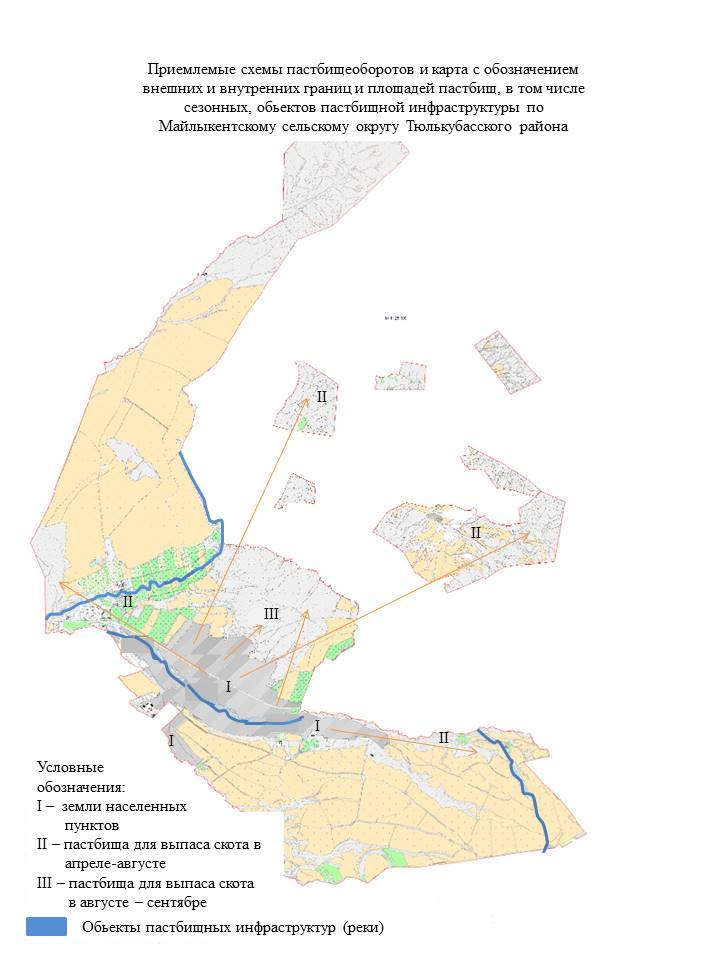 Приемлемые схемы пастбищеоборотов и карта с обозначением
внешних и внутренних границ и площадей пастбищ, в том числе
сезонных, обьектов пастбищной инфраструктуры по
Майлыкентскому сельскому округу Тюлькубасского района
II
II
II
III
I
I
II
I
Условные
обозначения:
I – земли населенных
пунктов
II – пастбища для выпаса скота в
апреле-августе
III – пастбища для выпаса скота
в августе – сентябре
Обьекты пастбищных инфраструктур (реки)